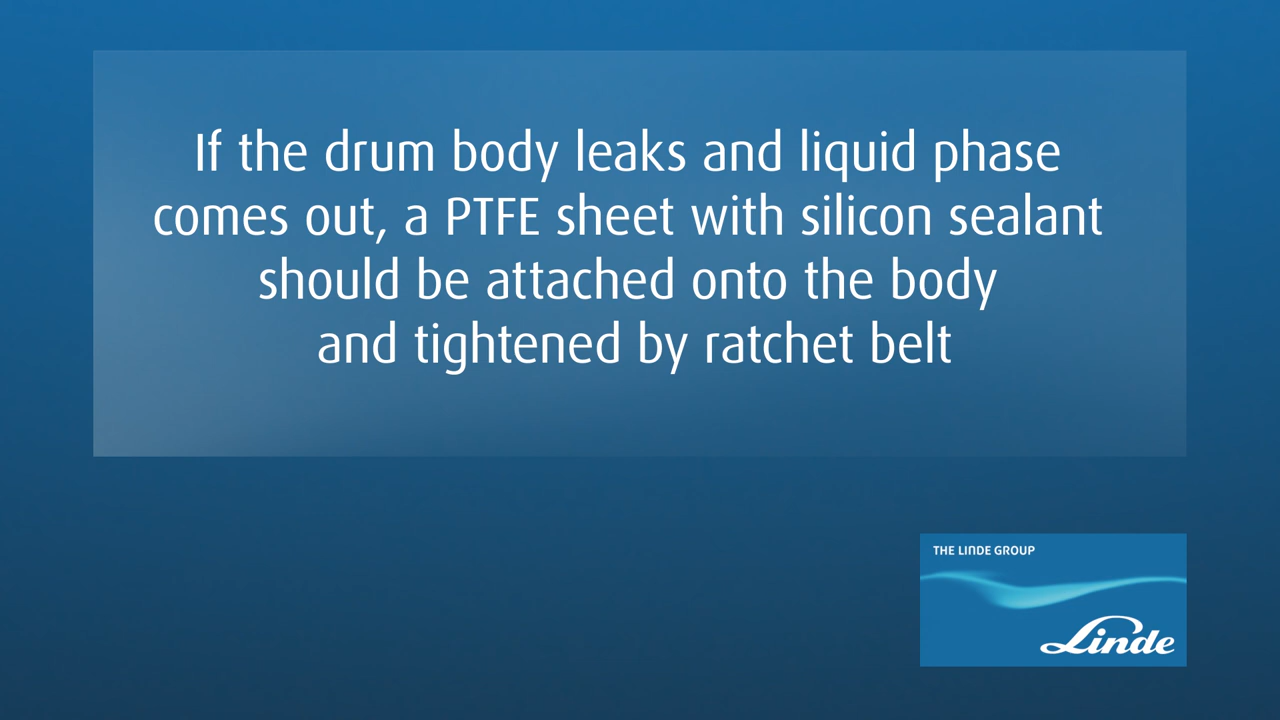 If the drum body leaks and liquid phase
comes out, a PTFE sheet with silicon sealant
should be attached onto the body
and tightened by ratchet belt
THE LINDE GROUP
Linde